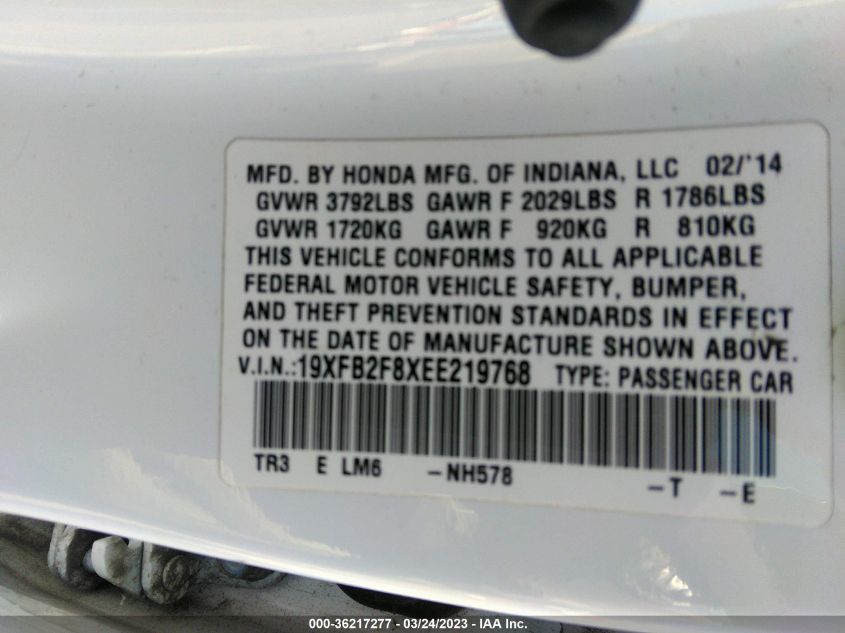 MFD. BY HONDA MFG. OF INDIANA, LLC 02/'14
GVWR 3792LBS GAWR F 2029LBS R 1786LBS
GVWR 1720KG GAWR F 920KG R 810KG
THIS VEHICLE CONFORMS TO ALL APPLICABLE
FEDERAL MOTOR VEHICLE SAFETY, BUMPER,
AND THEFT PREVENTION STANDARDS IN EFFECT
ON THE DATE OF MANUFACTURE SHOWN ABOVE.
V.I.N.:19XFB2F8XEE219768 TYPE: PASSENGER CAR
TR3 E LM6 -NH578 -T -E
000-36217277 - 03/24/2023 - IAA Inc.